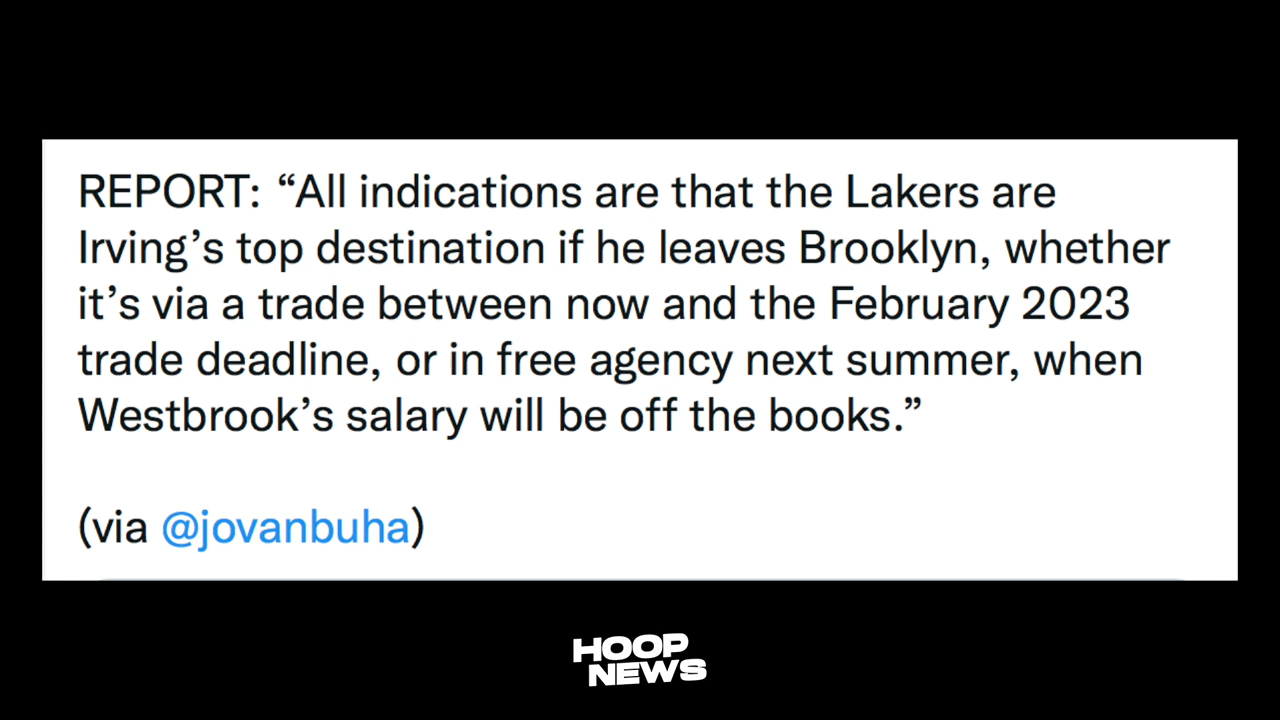 REPORT: “All indications are that the Lakers are
Irving’s top destination if he leaves Brooklyn, whether
it’s via a trade between now and the February 2023
trade deadline, or in free agency next summer, when
Westbrook’s salary will be off the books.”
(via @jovanbuha)
HOOP
NEWS